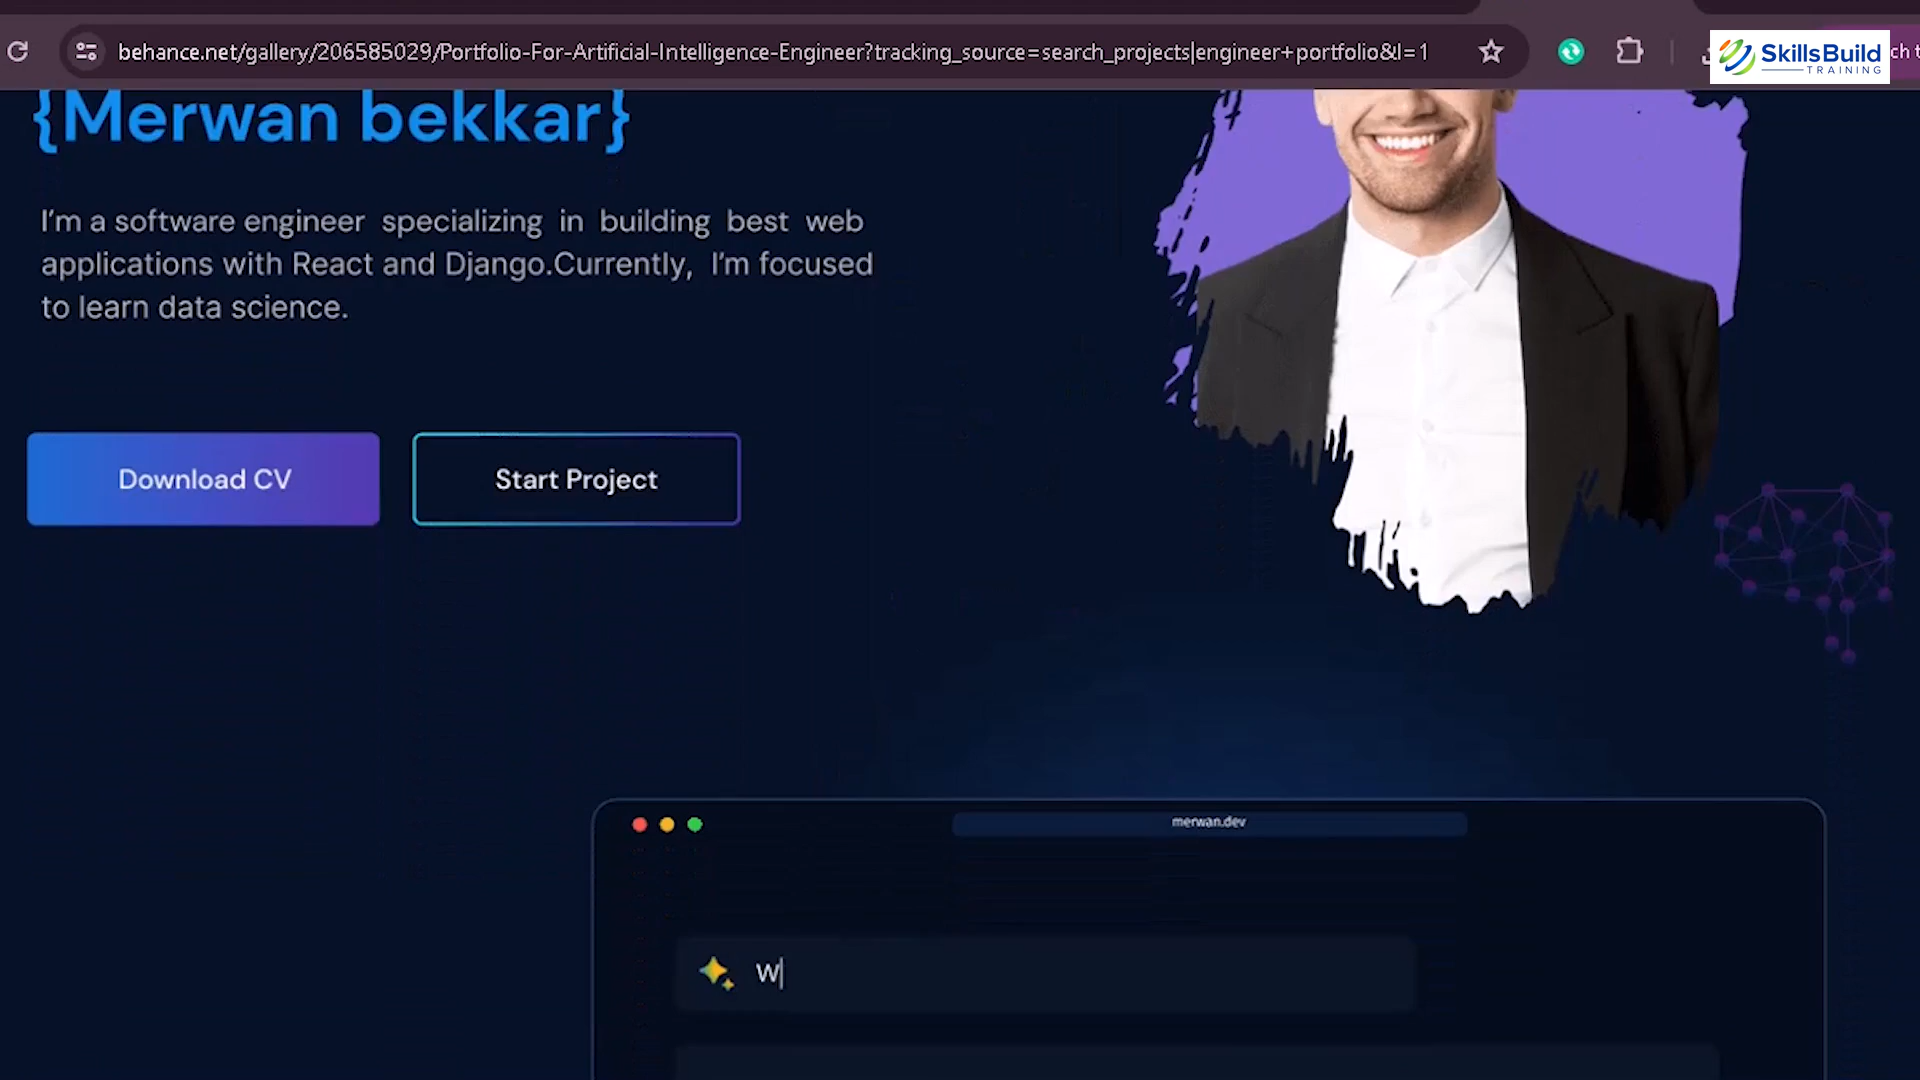 behance.net/gallery/206585029/Portfolio-For-Artificial-Intelligence-Engineer?tracking_source=search_projects|engineer+portfolio&l=1
SkillsBuild
TRAINING
{Merwan bekkar}
I'm a software engineer specializing in building best web
applications with React and Django.Currently, I'm focused
to learn data science.
Download CV
Start Project
merwan.dev
W